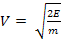 V = √(2E/m)